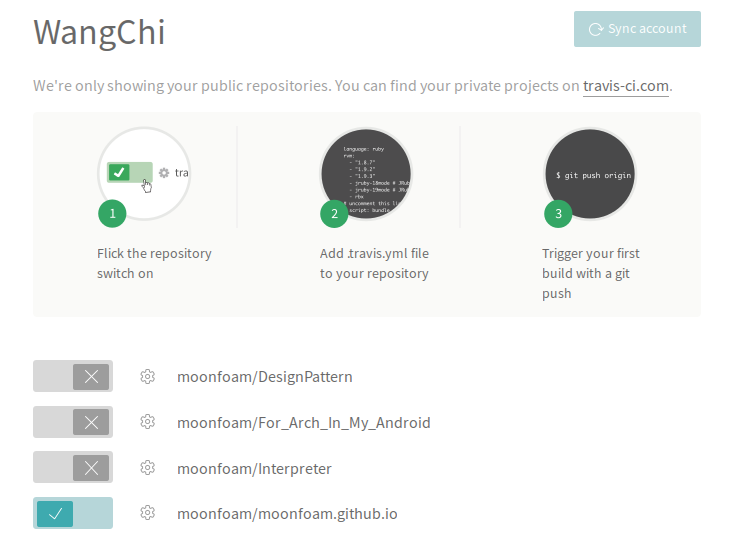 WangChi
Sync account
We're only showing your public repositories. You can find your private projects on travis-ci.com.
tra
language: ruby
rvm:
- "1.8.7"
- "1.9.2"
- "1.9.3"
- jruby-18mode # JRub
- jruby-19mode # JRub
- rbx
# uncomment this li
script: bundle
$ git push origin
1
2
3
Flick the repository
switch on
Add .travis.yml file
to your repository
Trigger your first
build with a git
push
moonfoam/DesignPattern
moonfoam/For_Arch_In_My_Android
moonfoam/Interpreter
moonfoam/moonfoam.github.io